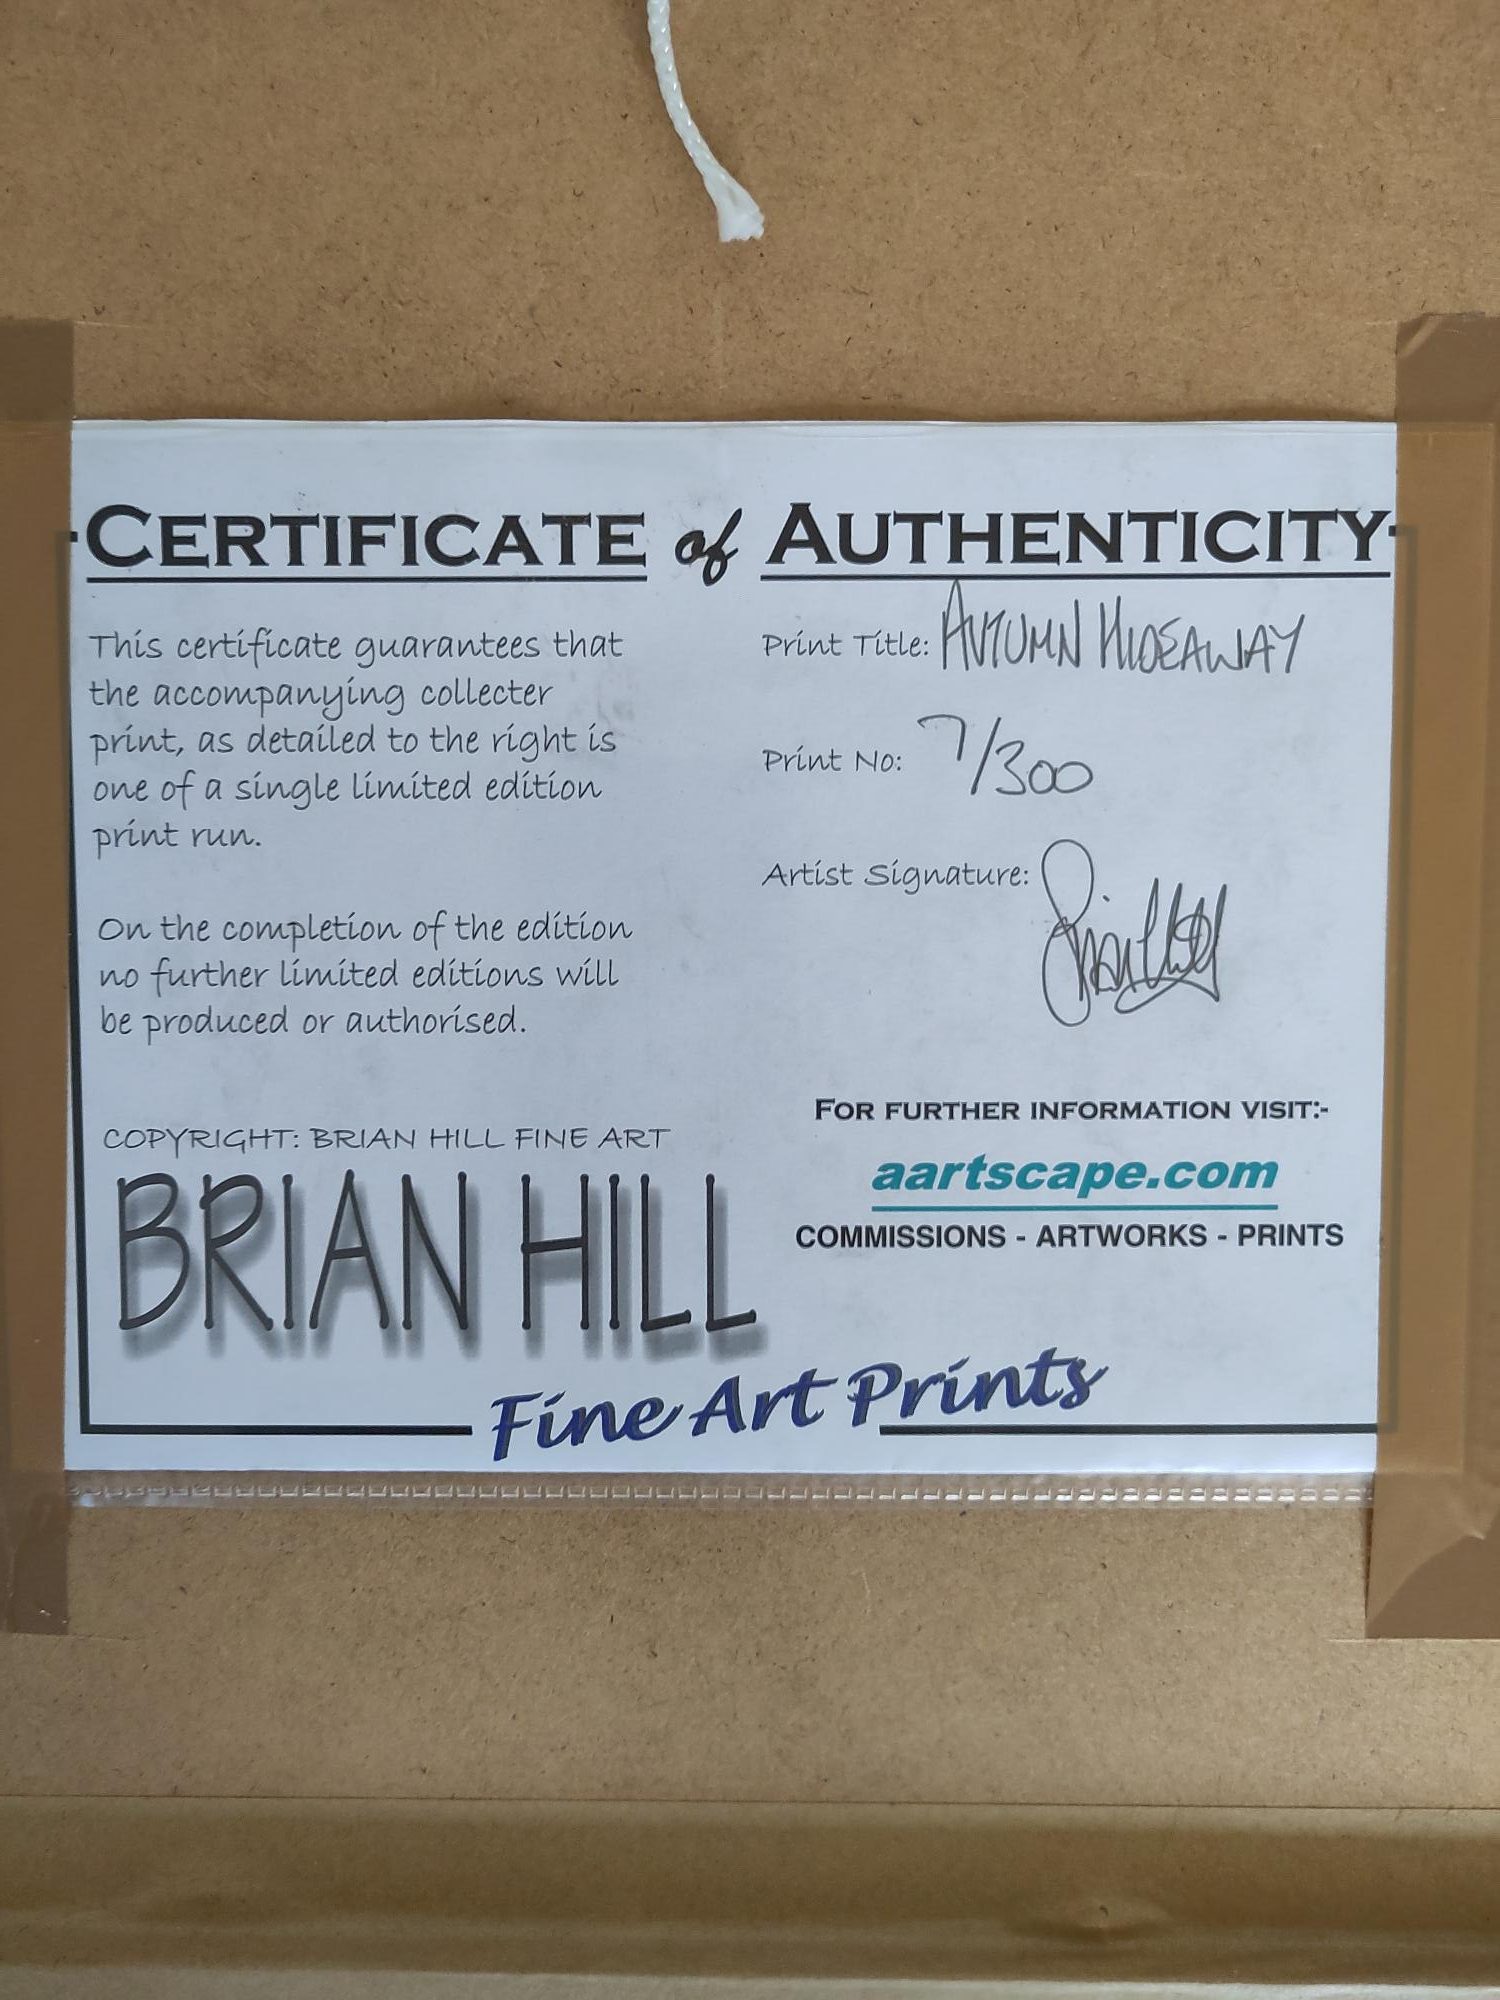 CERTIFICATE of AUTHENTICITY
This certificate guarantees that
the accompanying collecter
print, as detailed to the right is
one of a single limited edition
print run.
On the completion of the edition
no further limited editions will
be produced or authorised.
COPYRIGHT: BRIAN HILL FINE ART
BRIAN HILL
Fine Art Prints
Print Title: AUTUMN HIDEAWAY
Print No: 7/300
Artist Signature: Brian Hill
FOR FURTHER INFORMATION VISIT:-
aartscape.com
COMMISSIONS - ARTWORKS - PRINTS